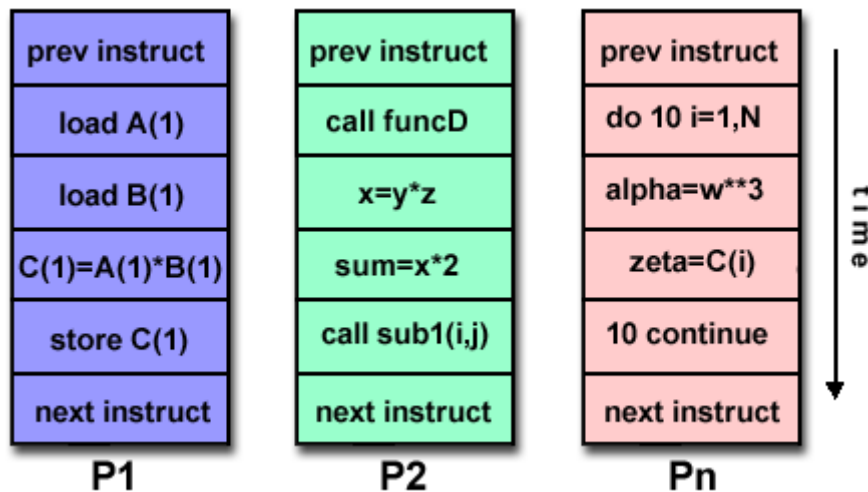 prev instruct
load A(1)
load B(1)
C(1)=A(1)*B(1)
store C(1)
next instruct
P1
prev instruct
call funcD
x=y*z
sum=x*2
call sub1(i,j)
next instruct
P2
prev instruct
do 10 i=1,N
alpha=w**3
zeta=C(i)
10 continue
next instruct
Pn
time